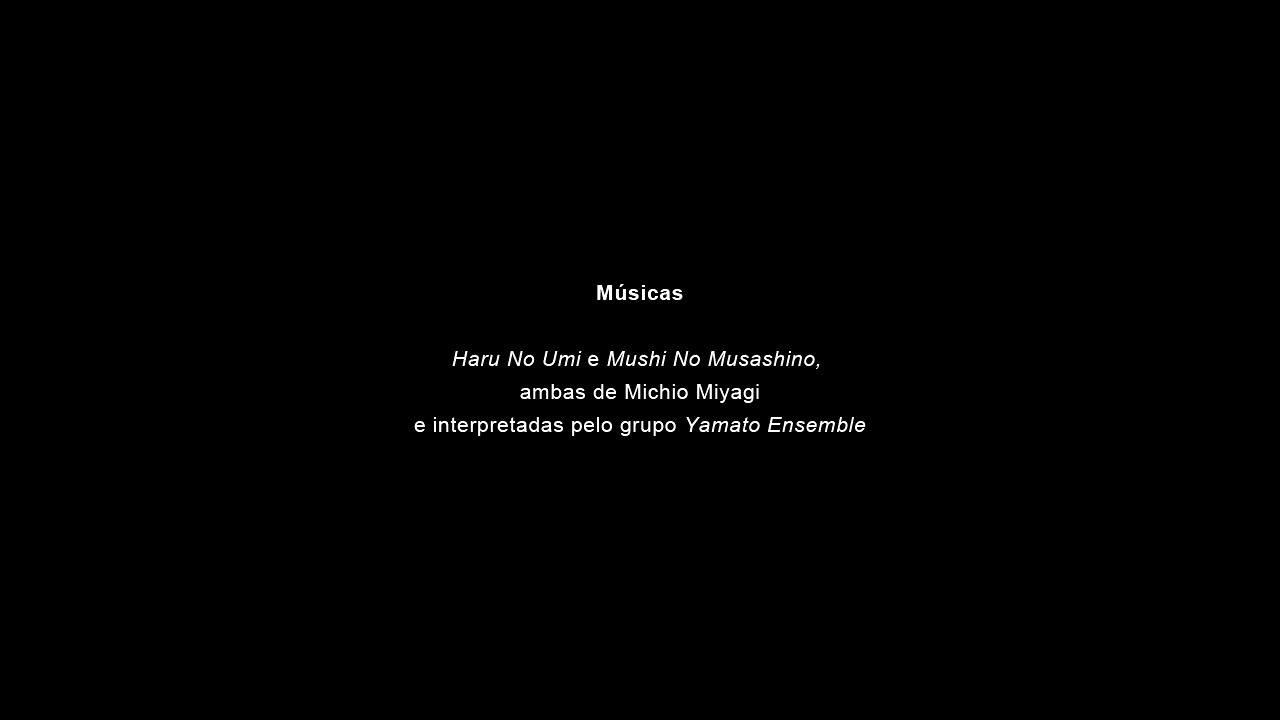 Músicas
Haru No Umi e Mushi No Musashino,
ambas de Michio Miyagi
e interpretadas pelo grupo Yamato Ensemble